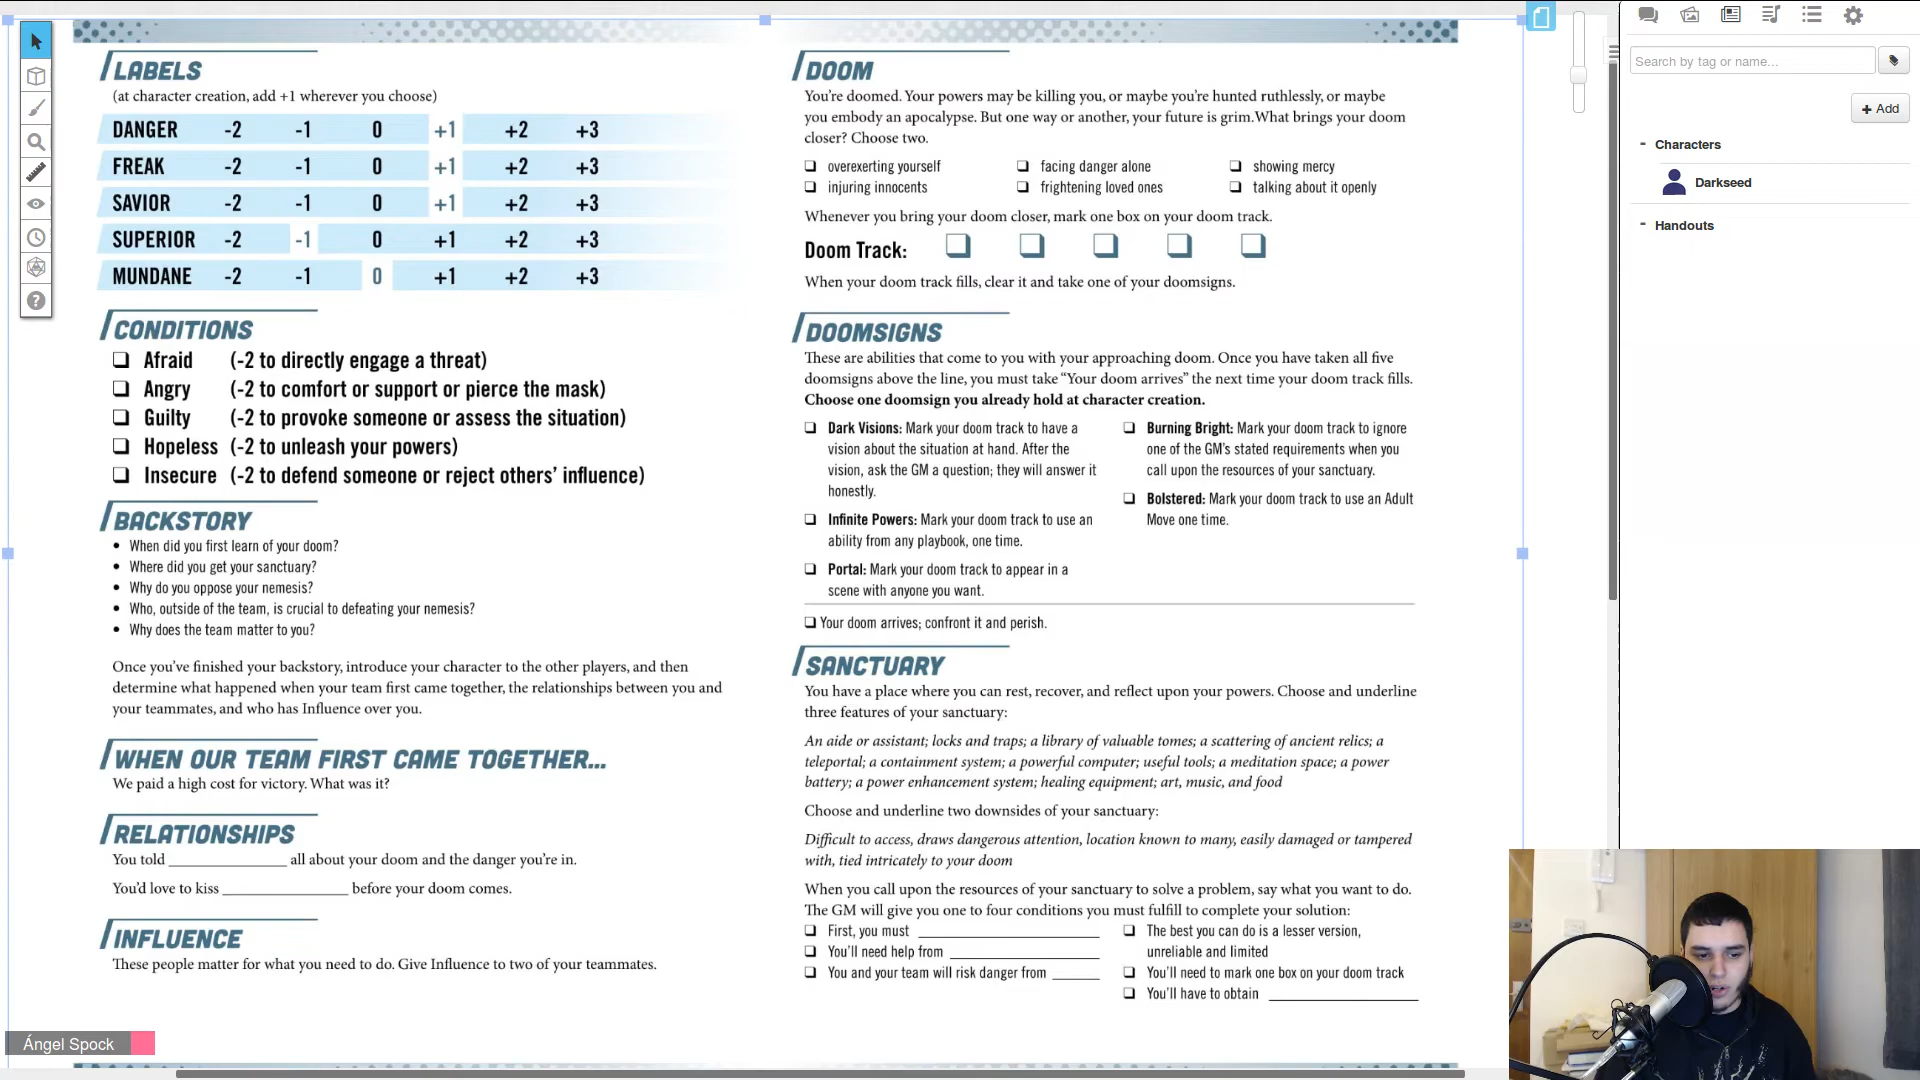 LABELS
(at character creation, add +1 wherever you choose)
DANGER -2 -1 0 +1 +2 +3
FREAK -2 -1 0 +1 +2 +3
SAVIOR -2 -1 0 +1 +2 +3
SUPERIOR -2 -1 0 +1 +2 +3
MUNDANE -2 -1 0 +1 +2 +3
CONDITIONS
Afraid (-2 to directly engage a threat)
Angry (-2 to comfort or support or pierce the mask)
Guilty (-2 to provoke someone or assess the situation)
Hopeless (-2 to unleash your powers)
Insecure (-2 to defend someone or reject others' influence)
BACKSTORY
• When did you first learn of your doom?
• Where did you get your sanctuary?
• Why do you oppose your nemesis?
• Who, outside of the team, is crucial to defeating your nemesis?
• Why does the team matter to you?
Once you've finished your backstory, introduce your character to the other players, and then
determine what happened when your team first came together, the relationships between you and
your teammates, and who has Influence over you.
WHEN OUR TEAM FIRST CAME TOGETHER...
We paid a high cost for victory. What was it?
RELATIONSHIPS
You told ______________ all about your doom and the danger you're in.
You'd love to kiss _______________ before your doom comes.
INFLUENCE
These people matter for what you need to do. Give Influence to two of your teammates.
Ángel Spock
DOOM
You're doomed. Your powers may be killing you, or maybe you're hunted ruthlessly, or maybe
you embody an apocalypse. But one way or another, your future is grim.What brings your doom
closer? Choose two.
overexerting yourself facing danger alone showing mercy
injuring innocents frightening loved ones talking about it openly
Whenever you bring your doom closer, mark one box on your doom track.
Doom Track:
When your doom track fills, clear it and take one of your doomsigns.
DOOMSIGNS
These are abilities that come to you with your approaching doom. Once you have taken all five
doomsigns above the line, you must take “Your doom arrives” the next time your doom track fills.
Choose one doomsign you already hold at character creation.
Dark Visions: Mark your doom track to have a
vision about the situation at hand. After the
vision, ask the GM a question; they will answer it
honestly.
Infinite Powers: Mark your doom track to use an
ability from any playbook, one time.
Portal: Mark your doom track to appear in a
scene with anyone you want.
Burning Bright: Mark your doom track to ignore
one of the GM's stated requirements when you
call upon the resources of your sanctuary.
Bolstered: Mark your doom track to use an Adult
Move one time.
Your doom arrives; confront it and perish.
SANCTUARY
You have a place where you can rest, recover, and reflect upon your powers. Choose and underline
three features of your sanctuary:
An aide or assistant; locks and traps; a library of valuable tomes; a scattering of ancient relics; a
teleportal; a containment system; a powerful computer; useful tools; a meditation space; a power
battery; a power enhancement system; healing equipment; art, music, and food
Choose and underline two downsides of your sanctuary:
Difficult to access, draws dangerous attention, location known to many, easily damaged or tampered
with, tied intricately to your doom
When you call upon the resources of your sanctuary to solve a problem, say what you want to do.
The GM will give you one to four conditions you must fulfill to complete your solution:
First, you must ______________
You'll need help from ______________
You and your team will risk danger from ______
The best you can do is a lesser version,
unreliable and limited
You'll need to mark one box on your doom track
You'll have to obtain ______________
Search by tag or name...
+ Add
- Characters
Darkseed
- Handouts